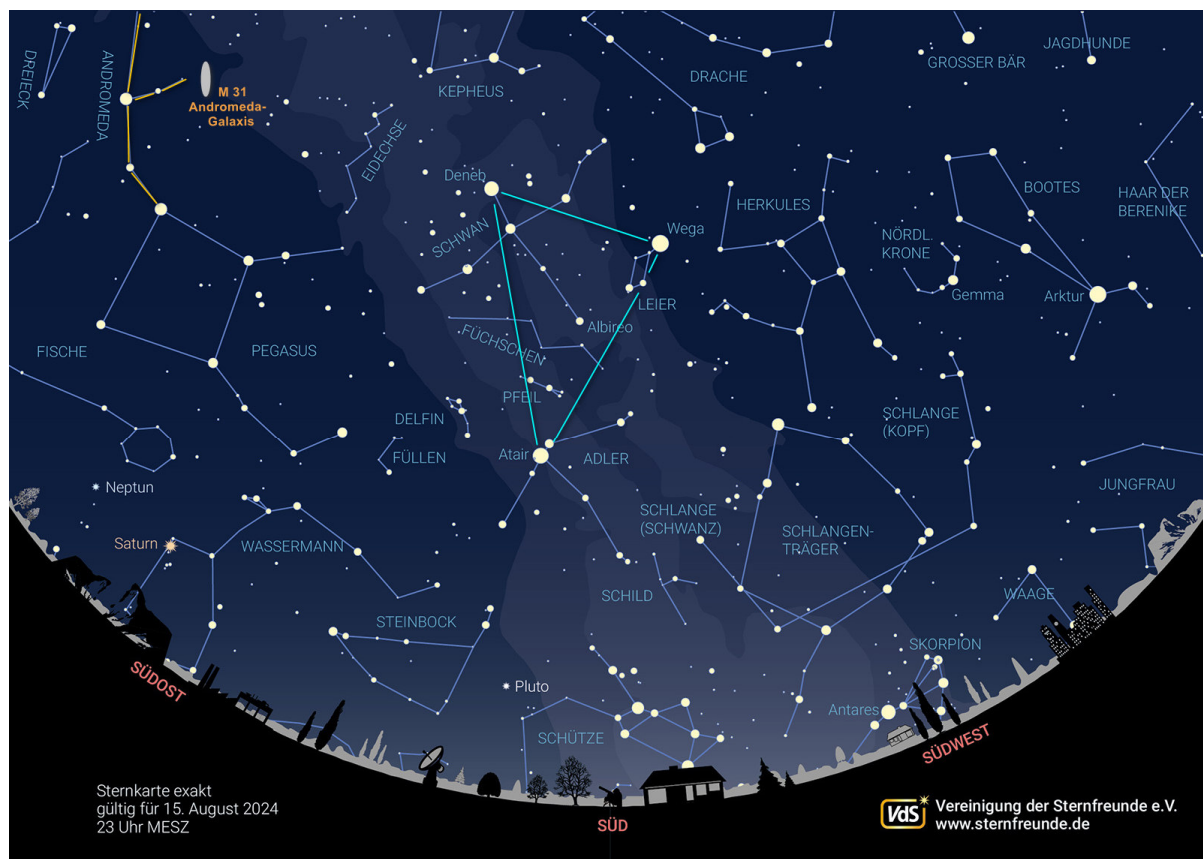 DREIECK
ANDROMEDA
M 31
Andromeda-
Galaxis
KEPHEUS
DRACHE
GROSSER BÄR
JAGDHUNDE
EIDECHSE
Deneb
SCHWAN
Wega
HERKULES
BOOTES
HAAR DER
BERENIKE
NÖRDL.
KRONE
Gemma
Arktur
LEIER
Albireo
FÜCHSCHEN
FISCHE
PEGASUS
PFEIL
DELFIN
FÜLLEN
Atair
ADLER
SCHLANGE
(KOPF)
JUNGFRAU
Neptun
Saturn
WASSERMANN
SCHLANGE
(SCHWANZ)
SCHLANGEN-
TRÄGER
SCHILD
WAAGE
STEINBOCK
SKORPION
Pluto
Antares
SCHÜTZE
SÜDOST
SÜD
SÜDWEST
Sternkarte exakt
gültig für 15. August 2024
23 Uhr MESZ
VdS
Vereinigung der Sternfreunde e.V.
www.sternfreunde.de